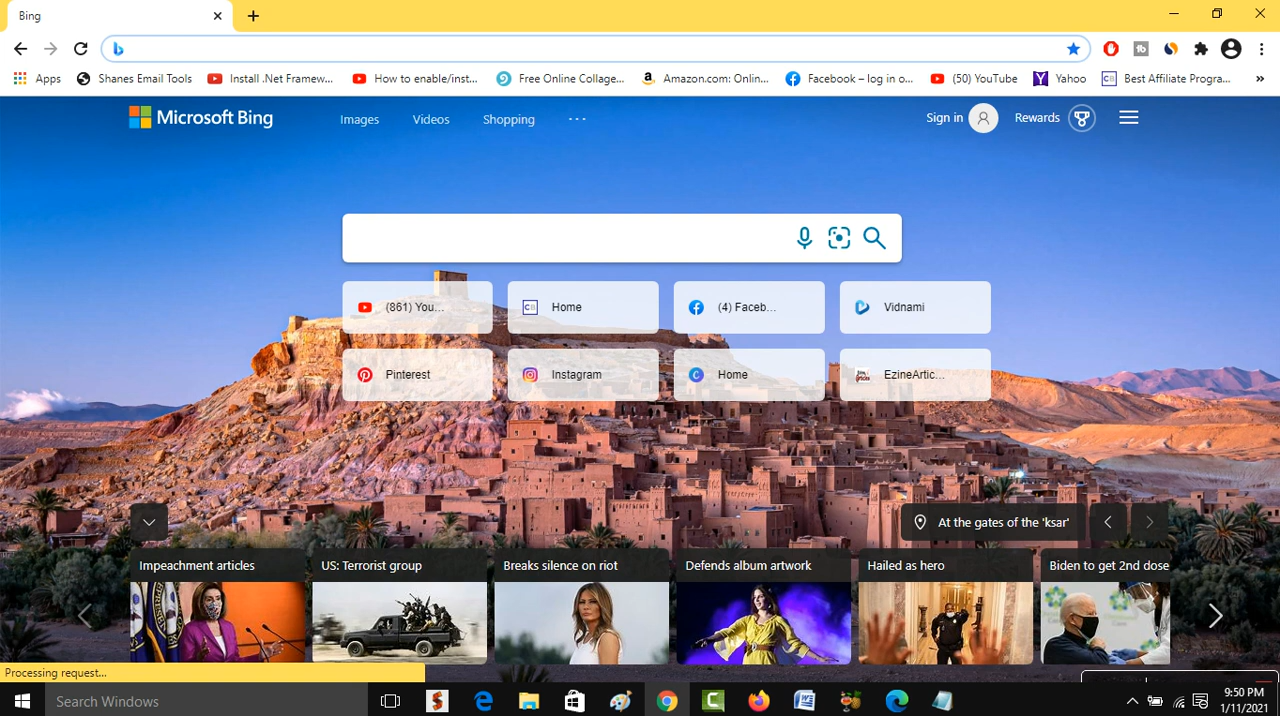 Bing
Apps
Shanes Email Tools
Install .Net Framew...
How to enable/inst...
Free Online Collage...
Amazon.com: Onlin...
Facebook – log in o...
(50) YouTube
Yahoo
Best Affiliate Progra...
»
Microsoft Bing
Images
Videos
Shopping
Sign in
Rewards
(861) You...
Home
(4) Faceb...
Vidnami
Pinterest
Instagram
Home
EzineArtic...
At the gates of the 'ksar'
Impeachment articles
US: Terrorist group
Breaks silence on riot
Defends album artwork
Hailed as hero
Biden to get 2nd dose
Processing request...
Search Windows
9:50 PM
1/11/2021